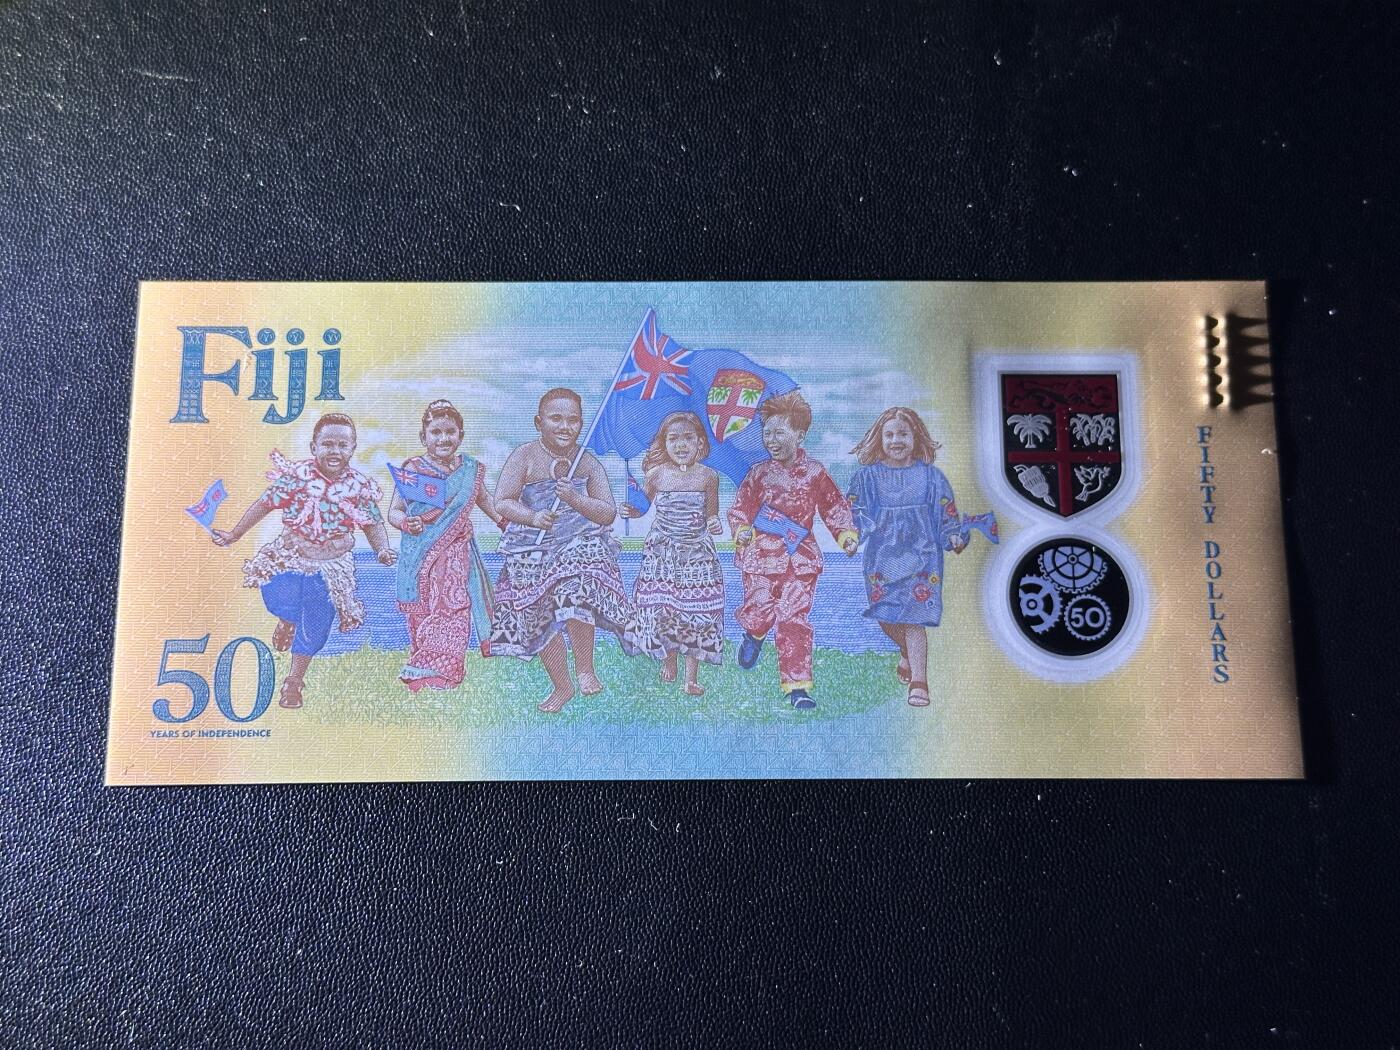 Fiji
50
YEARS OF INDEPENDENCE
50
FIFTY DOLLARS